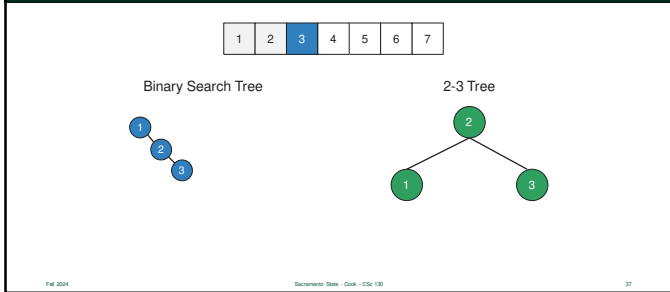 1 2 3 4 5 6 7
Binary Search Tree
2-3 Tree
1
2
3
2
1
3
Fall 2024
Sacramento State - Cook - CSc 130
37